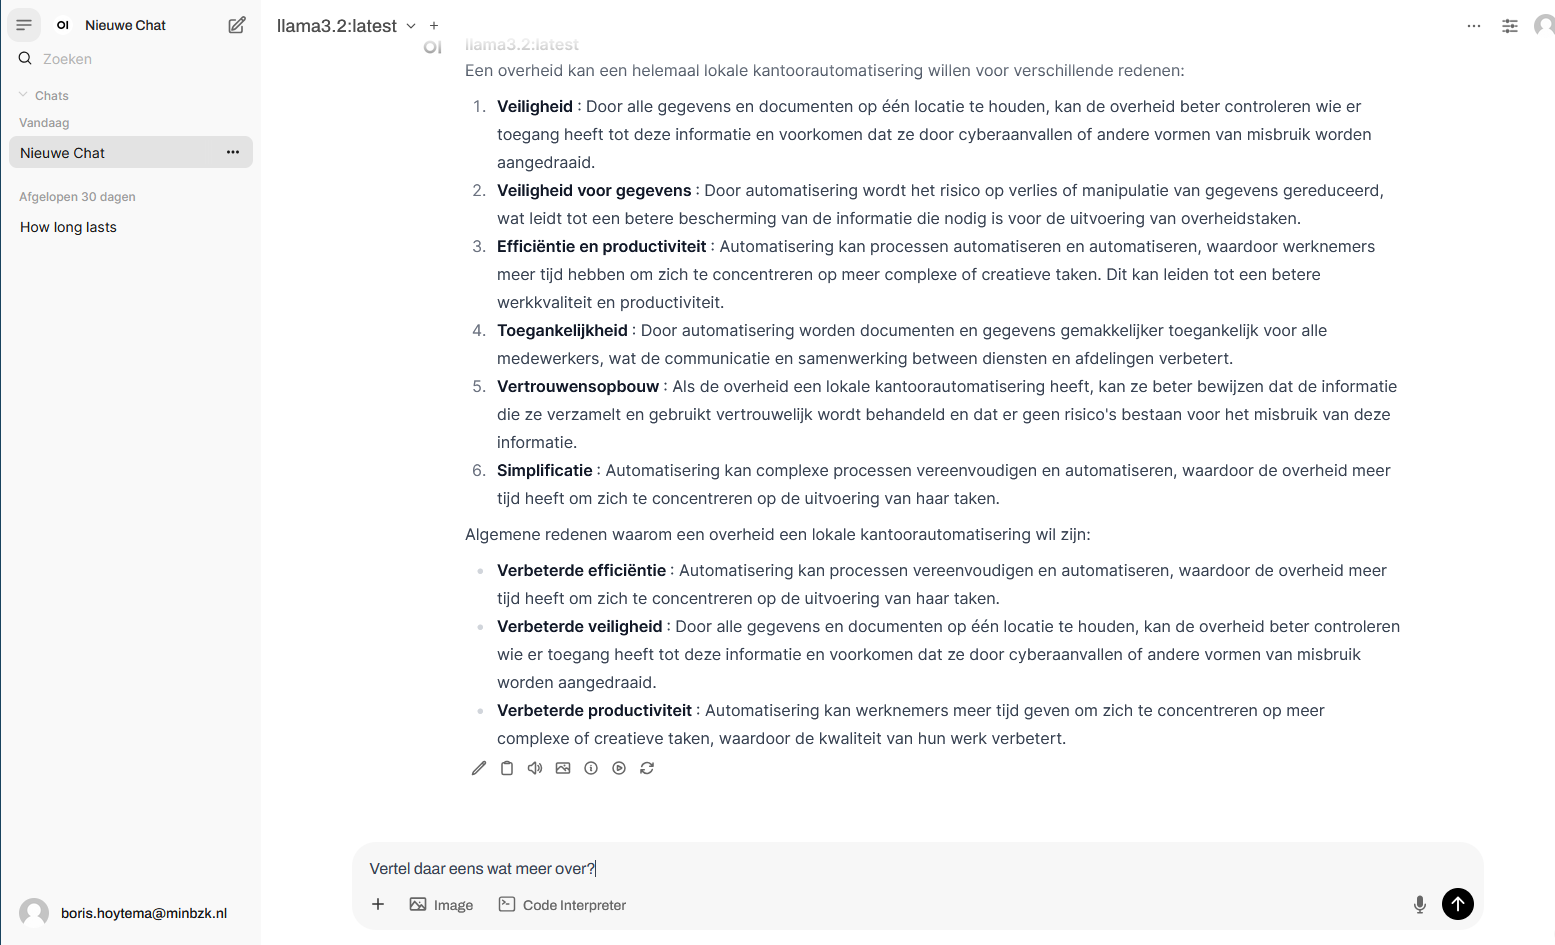 OI Nieuwe Chat
Zoeken
Chats
Vandaag
Nieuwe Chat
Afgelopen 30 dagen
How long lasts
boris.hoytema@minbzk.nl
llama3.2:latest
OI llama3.2:latest
Een overheid kan een helemaal lokale kantoorautomatisering willen voor verschillende redenen:
1. Veiligheid : Door alle gegevens en documenten op één locatie te houden, kan de overheid beter controleren wie er
toegang heeft tot deze informatie en voorkomen dat ze door cyberaanvallen of andere vormen van misbruik worden
aangedraaid.
2. Veiligheid voor gegevens : Door automatisering wordt het risico op verlies of manipulatie van gegevens gereduceerd,
wat leidt tot een betere bescherming van de informatie die nodig is voor de uitvoering van overheidstaken.
3. Efficiëntie en productiviteit : Automatisering kan processen automatiseren en automatiseren, waardoor werknemers
meer tijd hebben om zich te concentreren op meer complexe of creatieve taken. Dit kan leiden tot een betere
werkkvaliteit en productiviteit.
4. Toegankelijkheid : Door automatisering worden documenten en gegevens gemakkelijker toegankelijk voor alle
medewerkers, wat de communicatie en samenwerking between diensten en afdelingen verbetert.
5. Vertrouwensopbouw : Als de overheid een lokale kantoorautomatisering heeft, kan ze beter bewijzen dat de informatie
die ze verzamelt en gebruikt vertrouwelijk wordt behandeld en dat er geen risico's bestaan voor het misbruik van deze
informatie.
6. Simplificatie : Automatisering kan complexe processen vereenvoudigen en automatiseren, waardoor de overheid meer
tijd heeft om zich te concentreren op de uitvoering van haar taken.
Algemene redenen waarom een overheid een lokale kantoorautomatisering wil zijn:
Verbeterde efficiëntie : Automatisering kan processen vereenvoudigen en automatiseren, waardoor de overheid meer
tijd heeft om zich te concentreren op de uitvoering van haar taken.
Verbeterde veiligheid : Door alle gegevens en documenten op één locatie te houden, kan de overheid beter controleren
wie er toegang heeft tot deze informatie en voorkomen dat ze door cyberaanvallen of andere vormen van misbruik
worden aangedraaid.
Verbeterde productiviteit : Automatisering kan werknemers meer tijd geven om zich te concentreren op meer
complexe of creatieve taken, waardoor de kwaliteit van hun werk verbetert.
Vertel daar eens wat meer over?
Image Code Interpreter